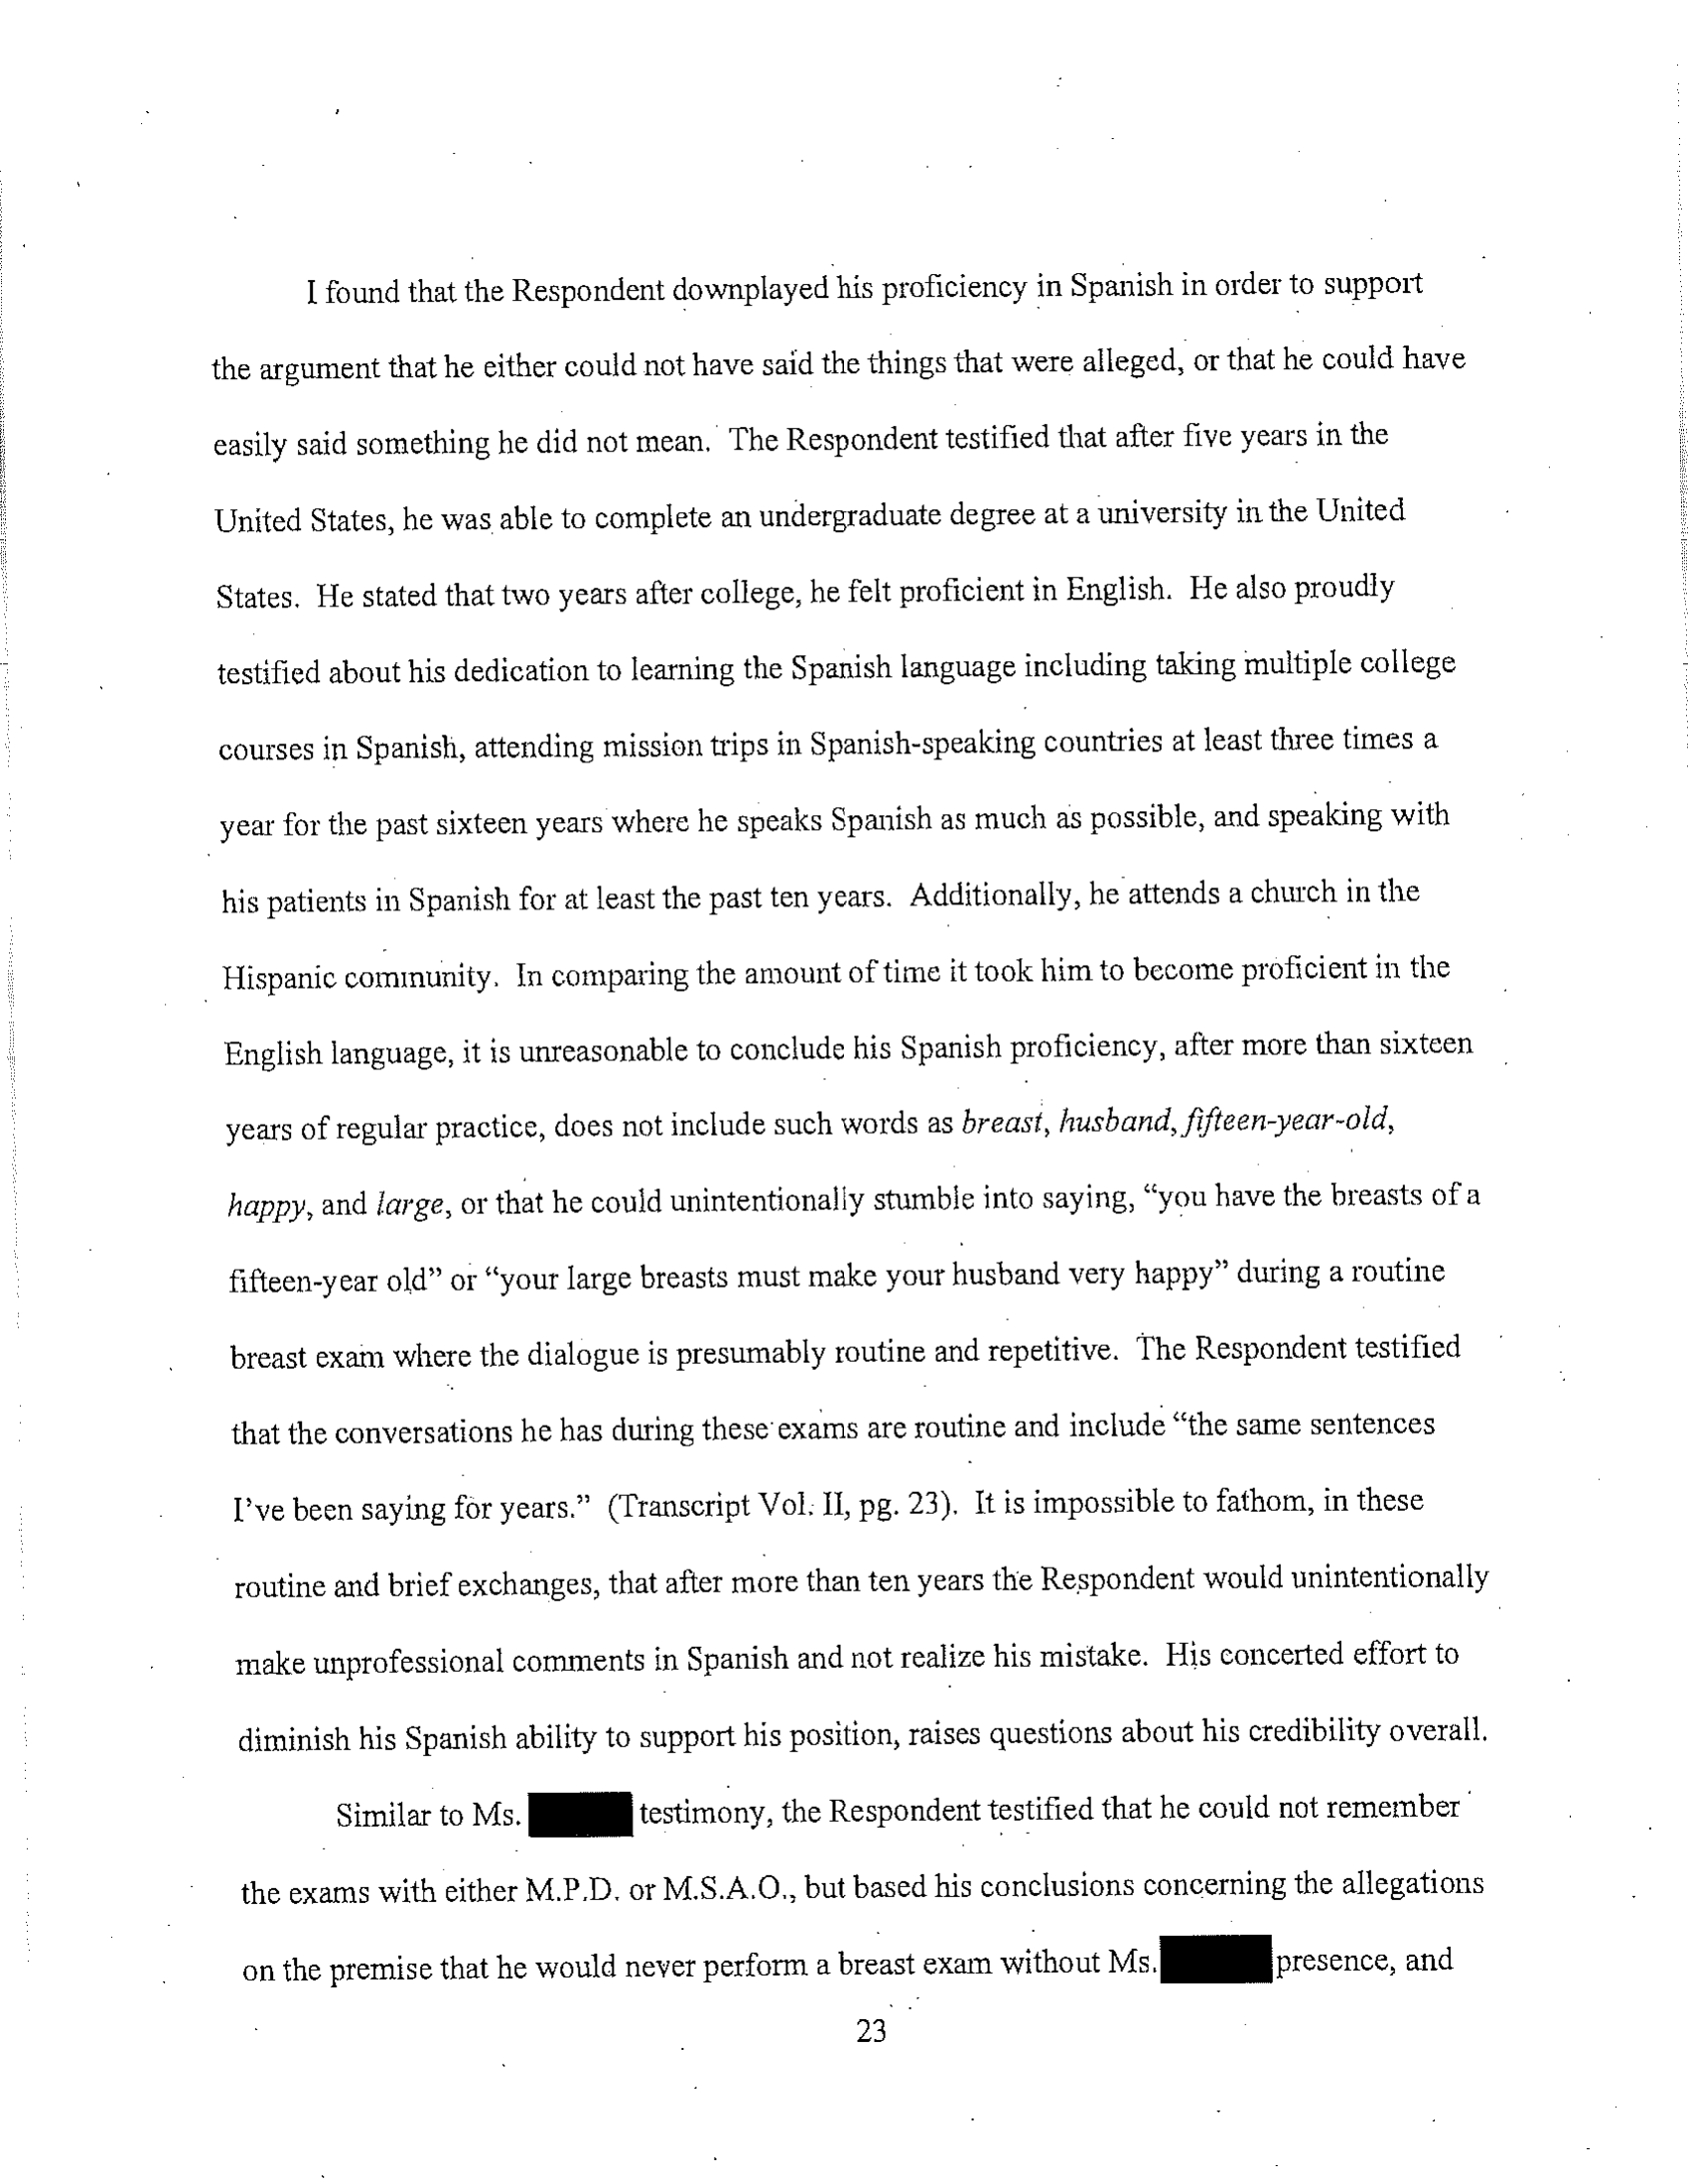 I found that the Respondent downplayed his proficiency in Spanish in order to support
the argument that he either could not have said the things that were alleged, or that he could have
easily said something he did not mean. The Respondent testified that after five years in the
United States, he was able to complete an undergraduate degree at a university in the United
States. He stated that two years after college, he felt proficient in English. He also proudly
testified about his dedication to learning the Spanish language including taking multiple college
courses in Spanish, attending mission trips in Spanish-speaking countries at least three times a
year for the past sixteen years where he speaks Spanish as much as possible, and speaking with
his patients in Spanish for at least the past ten years. Additionally, he attends a church in the
Hispanic community. In comparing the amount of time it took him to become proficient in the
English language, it is unreasonable to conclude his Spanish proficiency, after more than sixteen
years of regular practice, does not include such words as breast, husband, fifteen-year-old,
happy, and large, or that he could unintentionally stumble into saying, “you have the breasts of a
fifteen-year old” or “your large breasts must make your husband very happy” during a routine
breast exam where the dialogue is presumably routine and repetitive. The Respondent testified
that the conversations he has during these exams are routine and include “the same sentences
I’ve been saying for years.” (Transcript Vol. II, pg. 23). It is impossible to fathom, in these
routine and brief exchanges, that after more than ten years the Respondent would unintentionally
make unprofessional comments in Spanish and not realize his mistake. His concerted effort to
diminish his Spanish ability to support his position, raises questions about his credibility overall.
Similar to Ms. testimony, the Respondent testified that he could not remember
the exams with either M.P.D. or M.S.A.O., but based his conclusions concerning the allegations
on the premise that he would never perform a breast exam without Ms. presence, and
23